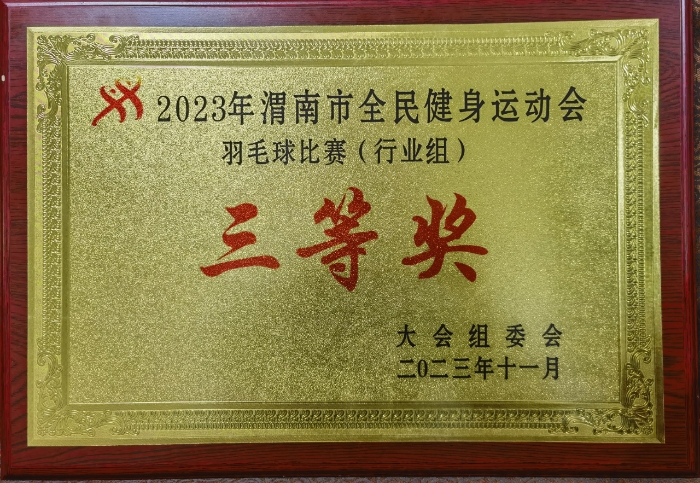 2023年渭南市全民健身运动会
羽毛球比赛（行业组）
三等奖
大会组委会
二〇二三年十一月